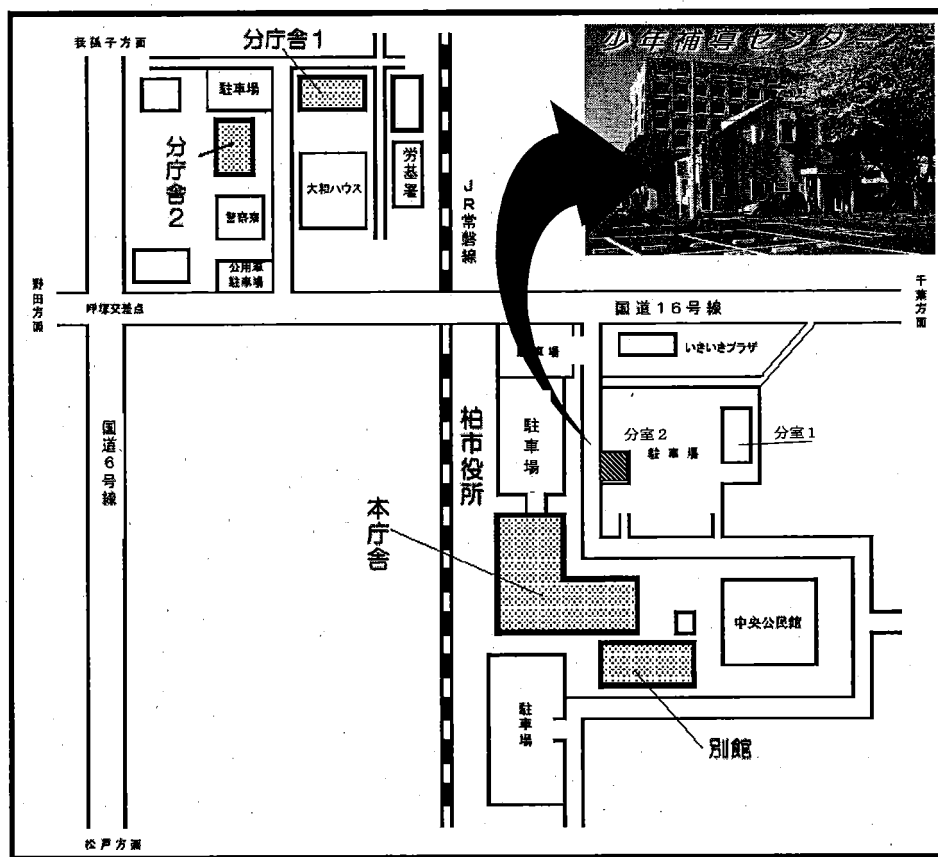 我孫子方面
分庁舎1
少年補導センター
駐車場
分庁舎2
大和ハウス
労基署
警察寮
公用車
駐車場
JR常磐線
野田方面
呼塚交差点
国道16号線
千葉方面
車場
いきいきプラザ
国道6号線
柏市役所
駐車場
分室2
分室1
駐車場
本庁舎
中央公民館
駐車場
別館
松戸方面